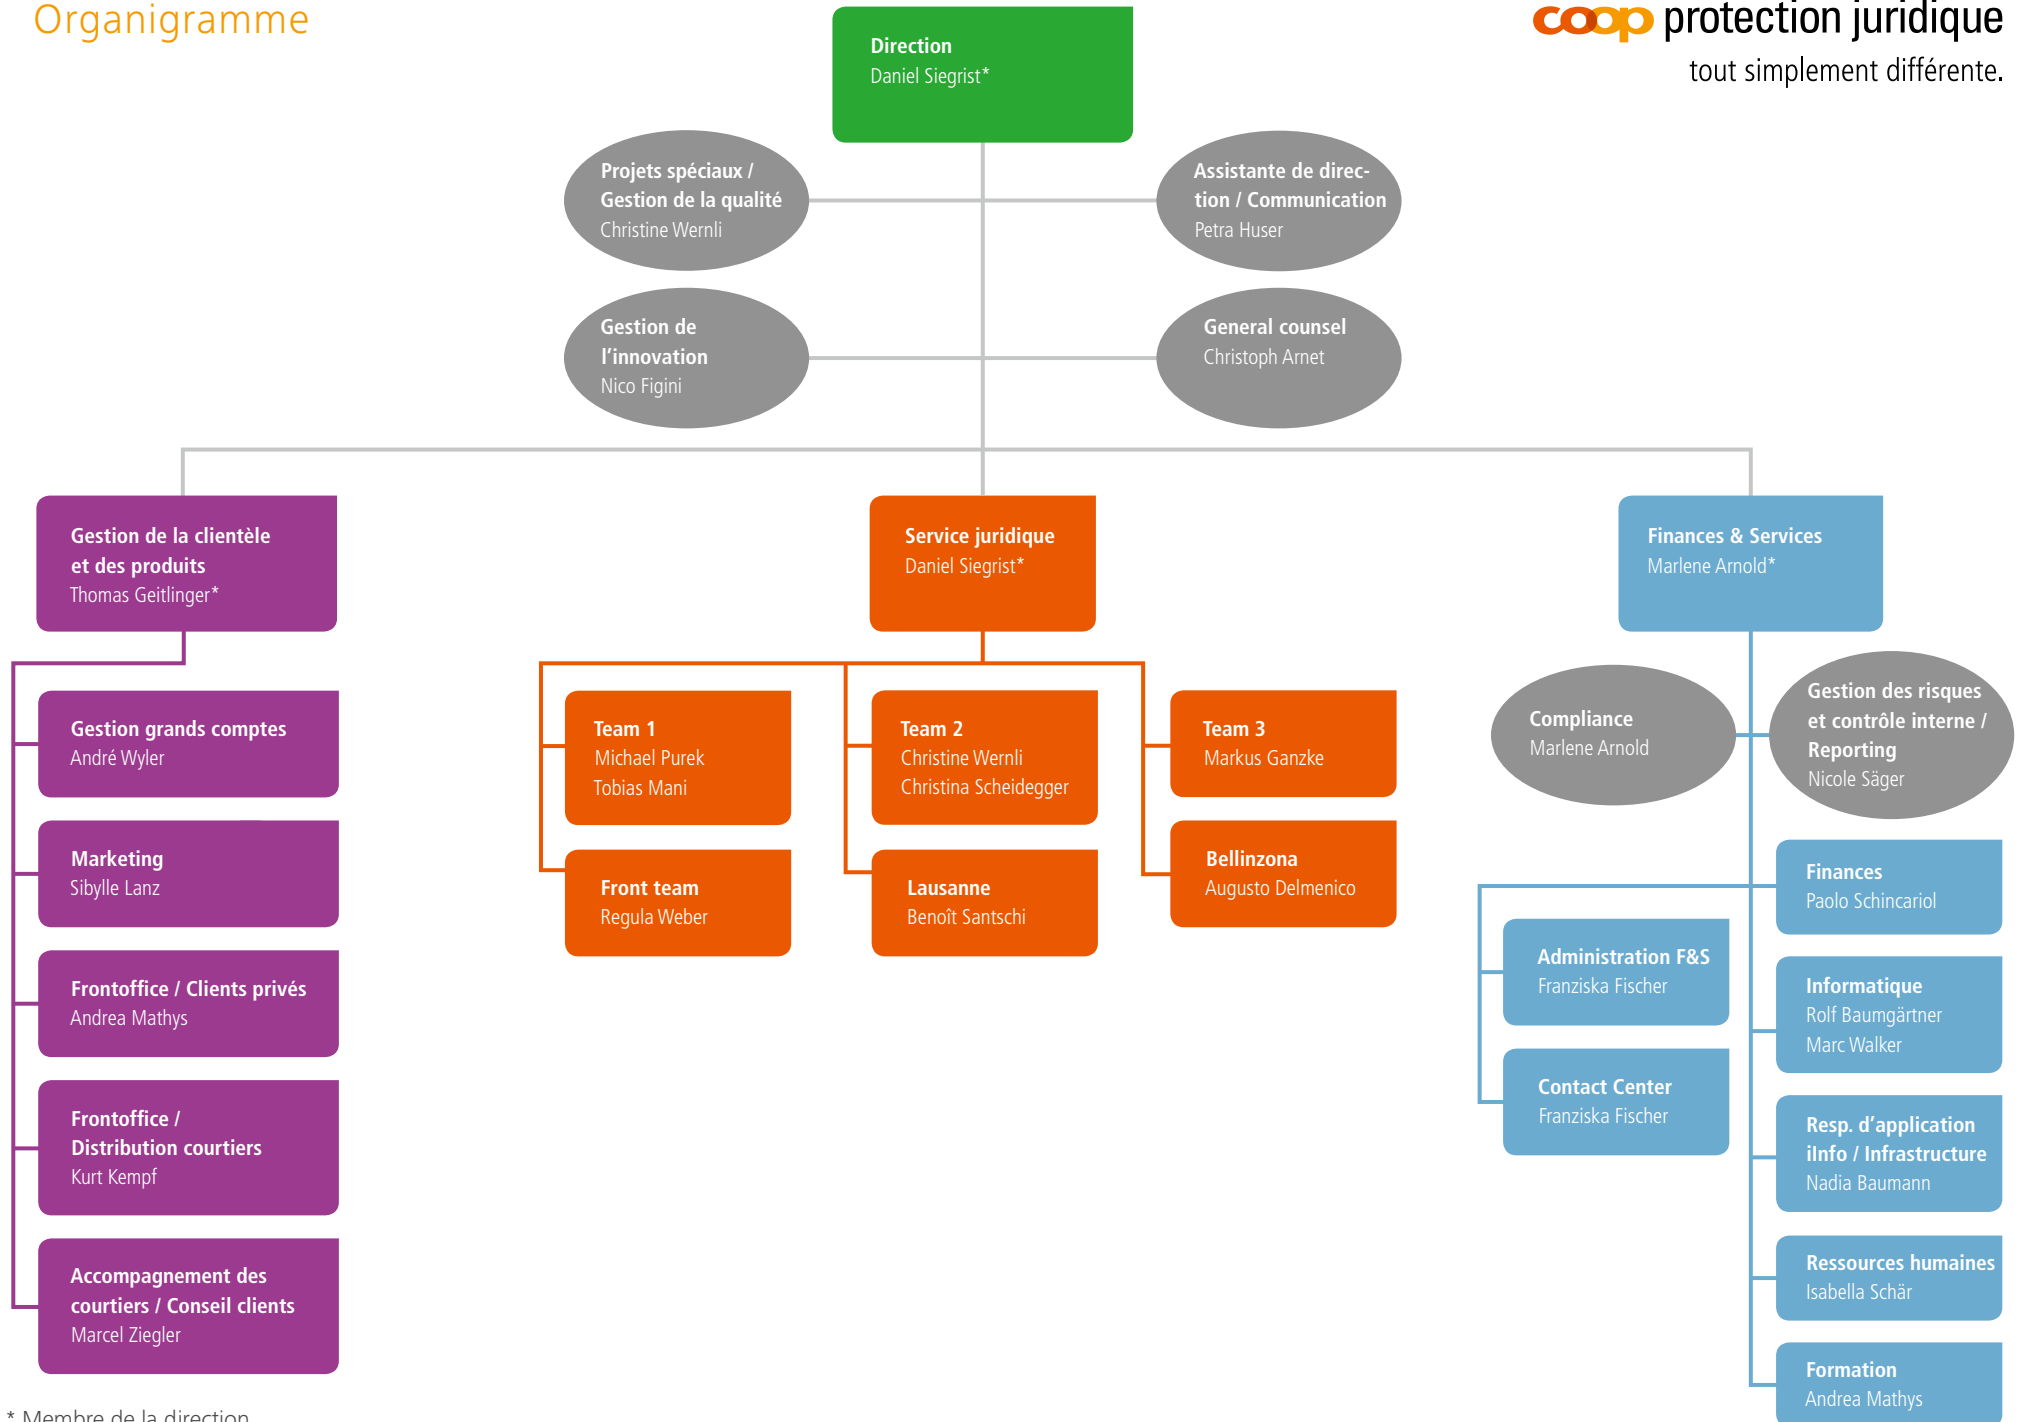 Organigramme
coop protection juridique
tout simplement différente.
Direction
Daniel Siegrist*
Projets spéciaux /
Gestion de la qualité
Christine Wernli
Assistante de direc-
tion / Communication
Petra Huser
Gestion de
l’innovation
Nico Figini
General counsel
Christoph Arnet
Gestion de la clientèle
et des produits
Thomas Geitlinger*
Service juridique
Daniel Siegrist*
Finances & Services
Marlene Arnold*
Gestion grands comptes
André Wyler
Marketing
Sibylle Lanz
Frontoffice / Clients privés
Andrea Mathys
Frontoffice /
Distribution courtiers
Kurt Kempf
Accompagnement des
courtiers / Conseil clients
Marcel Ziegler
Team 1
Michael Purek
Tobias Mani
Front team
Regula Weber
Team 2
Christine Wernli
Christina Scheidegger
Lausanne
Benoît Santschi
Team 3
Markus Ganzke
Bellinzona
Augusto Delmenico
Compliance
Marlene Arnold
Gestion des risques
et contrôle interne /
Reporting
Nicole Säger
Administration F&S
Franziska Fischer
Contact Center
Franziska Fischer
Finances
Paolo Schincariol
Informatique
Rolf Baumgärtner
Marc Walker
Resp. d’application
iInfo / Infrastructure
Nadia Baumann
Ressources humaines
Isabella Schär
Formation
Andrea Mathys
* Membre de la direction